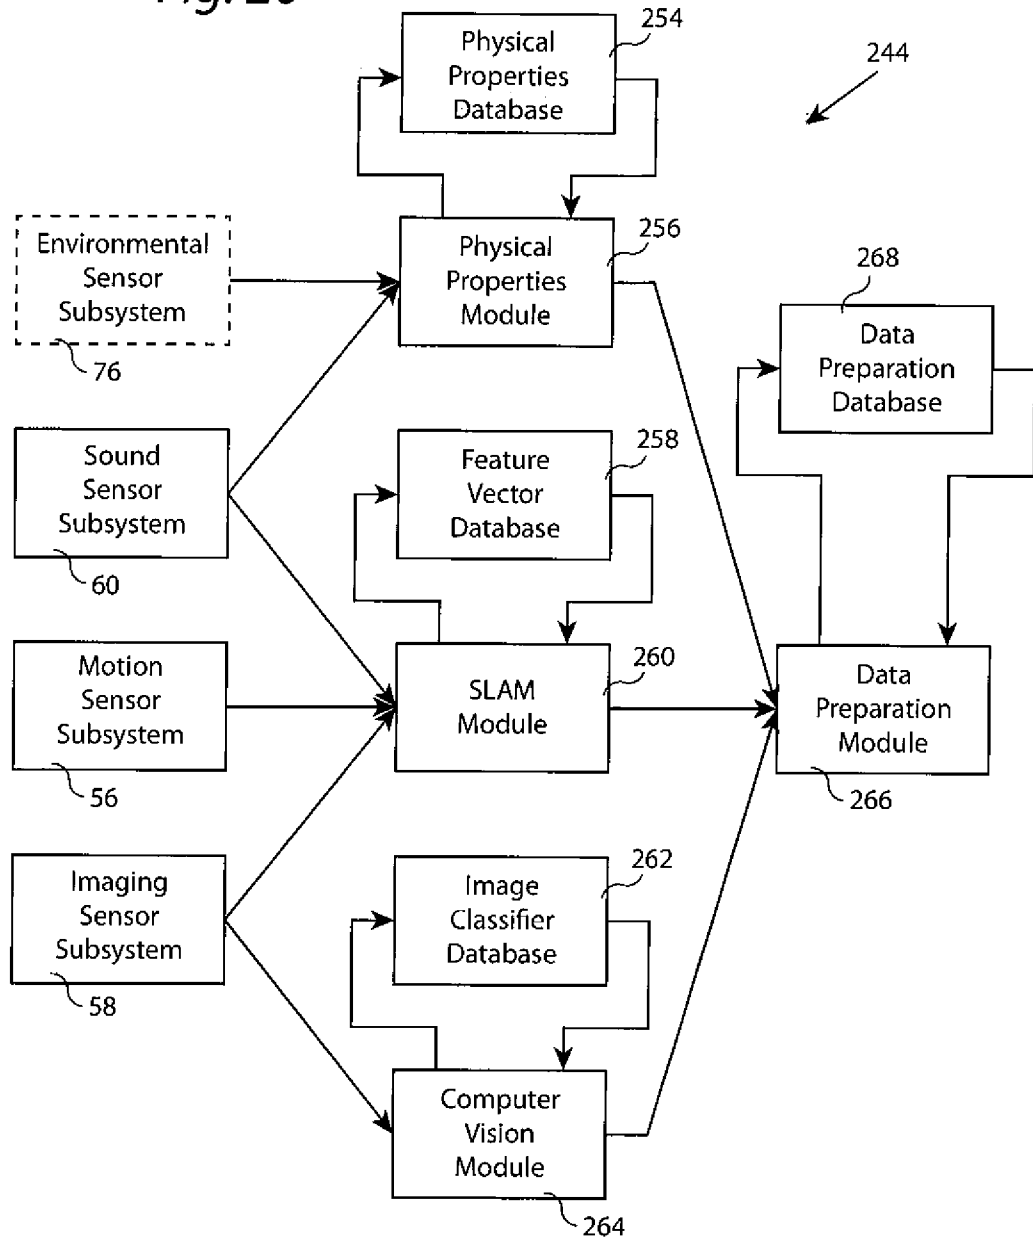 Physical
Properties
Database
254
244
Environmental
Sensor
Subsystem
76
Physical
Properties
Module
256
268
Data
Preparation
Database
Sound
Sensor
Subsystem
60
Feature
Vector
Database
258
Motion
Sensor
Subsystem
56
SLAM
Module
260
Data
Preparation
Module
266
Imaging
Sensor
Subsystem
58
Image
Classifier
Database
262
Computer
Vision
Module
264